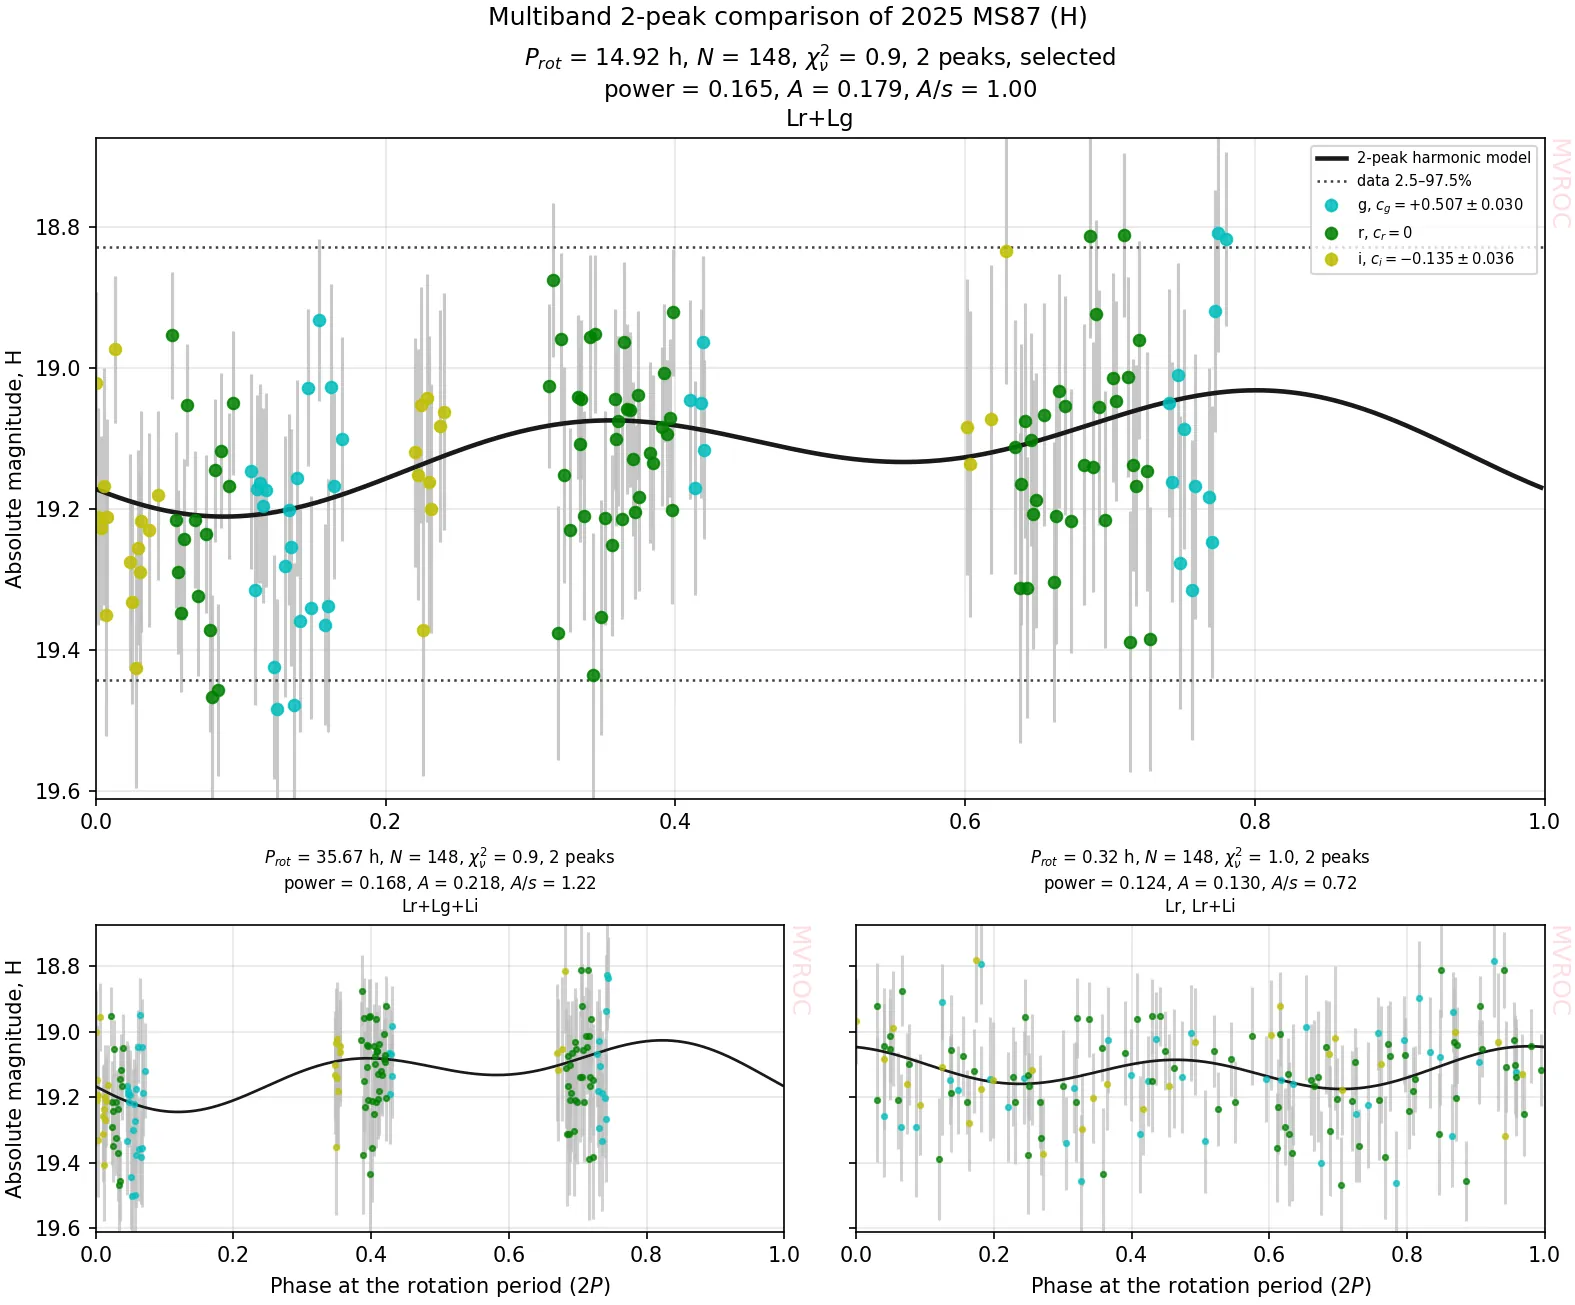 Multiband 2-peak comparison of 2025 MS87 (H)
P_rot = 14.92 h, N = 148, χ²_ν = 0.9, 2 peaks, selected
power = 0.165, A = 0.179, A/s = 1.00
Lr+Lg
MVROC
2-peak harmonic model
data 2.5–97.5%
g, c_g = +0.507 ± 0.030
r, c_r = 0
i, c_i = −0.135 ± 0.036
Absolute magnitude, H
18.8
19.0
19.2
19.4
19.6
0.0 0.2 0.4 0.6 0.8 1.0
P_rot = 35.67 h, N = 148, χ²_ν = 0.9, 2 peaks
power = 0.168, A = 0.218, A/s = 1.22
Lr+Lg+Li
MVROC
Absolute magnitude, H
18.8
19.0
19.2
19.4
19.6
0.0 0.2 0.4 0.6 0.8 1.0
Phase at the rotation period (2P)
P_rot = 0.32 h, N = 148, χ²_ν = 1.0, 2 peaks
power = 0.124, A = 0.130, A/s = 0.72
Lr, Lr+Li
MVROC
0.0 0.2 0.4 0.6 0.8 1.0
Phase at the rotation period (2P)